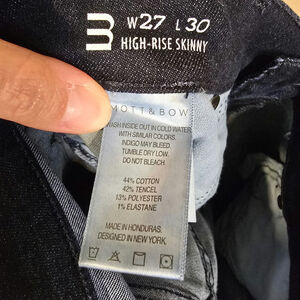 W27 L30
HIGH-RISE SKINNY
MOTT & BOW
WASH INSIDE OUT IN COLD WATER
WITH SIMILAR COLORS.
INDIGO MAY BLEED.
TUMBLE DRY LOW.
DO NOT BLEACH.
44% COTTON
42% TENCEL
13% POLYESTER
1% ELASTANE
MADE IN HONDURAS.
DESIGNED IN NEW YORK.